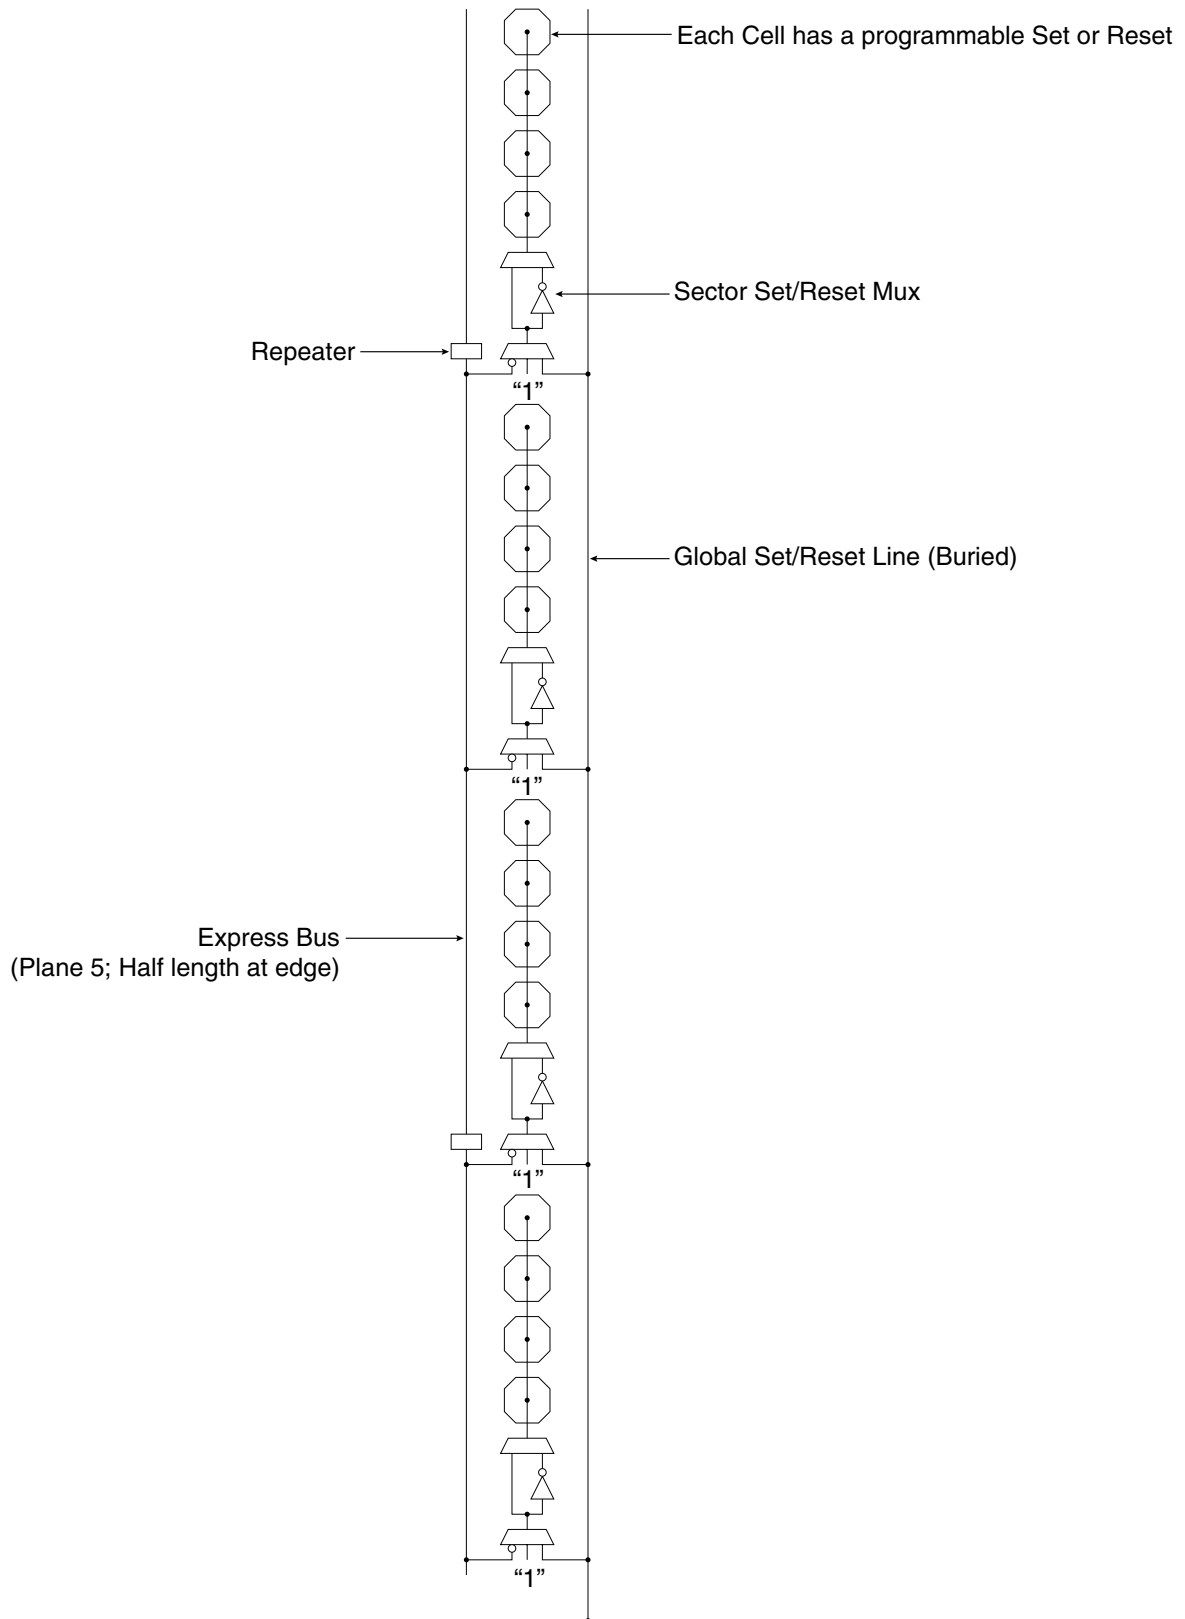 Each Cell has a programmable Set or Reset
Sector Set/Reset Mux
Repeater
“1”
Global Set/Reset Line (Buried)
“1”
Express Bus
(Plane 5; Half length at edge)
“1”
“1”